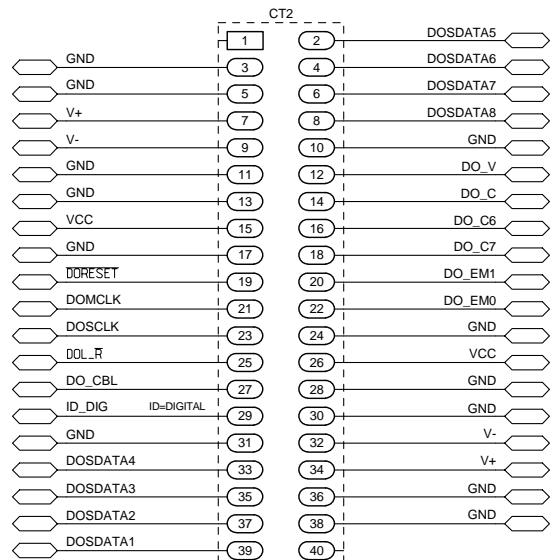 CT2
1 2 DOSDATA5
GND 3 4 DOSDATA6
GND 5 6 DOSDATA7
V+ 7 8 DOSDATA8
V- 9 10 GND
GND 11 12 DO_V
GND 13 14 DO_C
VCC 15 16 DO_C6
GND 17 18 DO_C7
DORESET 19 20 DO_EM1
DOMCLK 21 22 DO_EM0
DOSCLK 23 24 GND
DOL_R 25 26 VCC
DO_CBL 27 28 GND
ID_DIG ID=DIGITAL 29 30 GND
GND 31 32 V-
DOSDATA4 33 34 V+
DOSDATA3 35 36 GND
DOSDATA2 37 38 GND
DOSDATA1 39 40